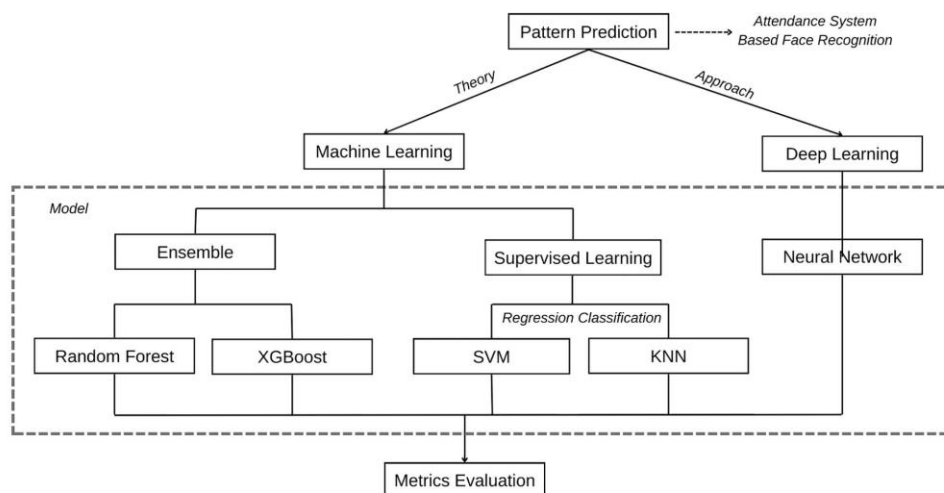 Pattern Prediction
Attendance System
Based Face Recognition
Theory
Approach
Machine Learning
Deep Learning
Model
Ensemble
Supervised Learning
Neural Network
Regression Classification
Random Forest
XGBoost
SVM
KNN
Metrics Evaluation